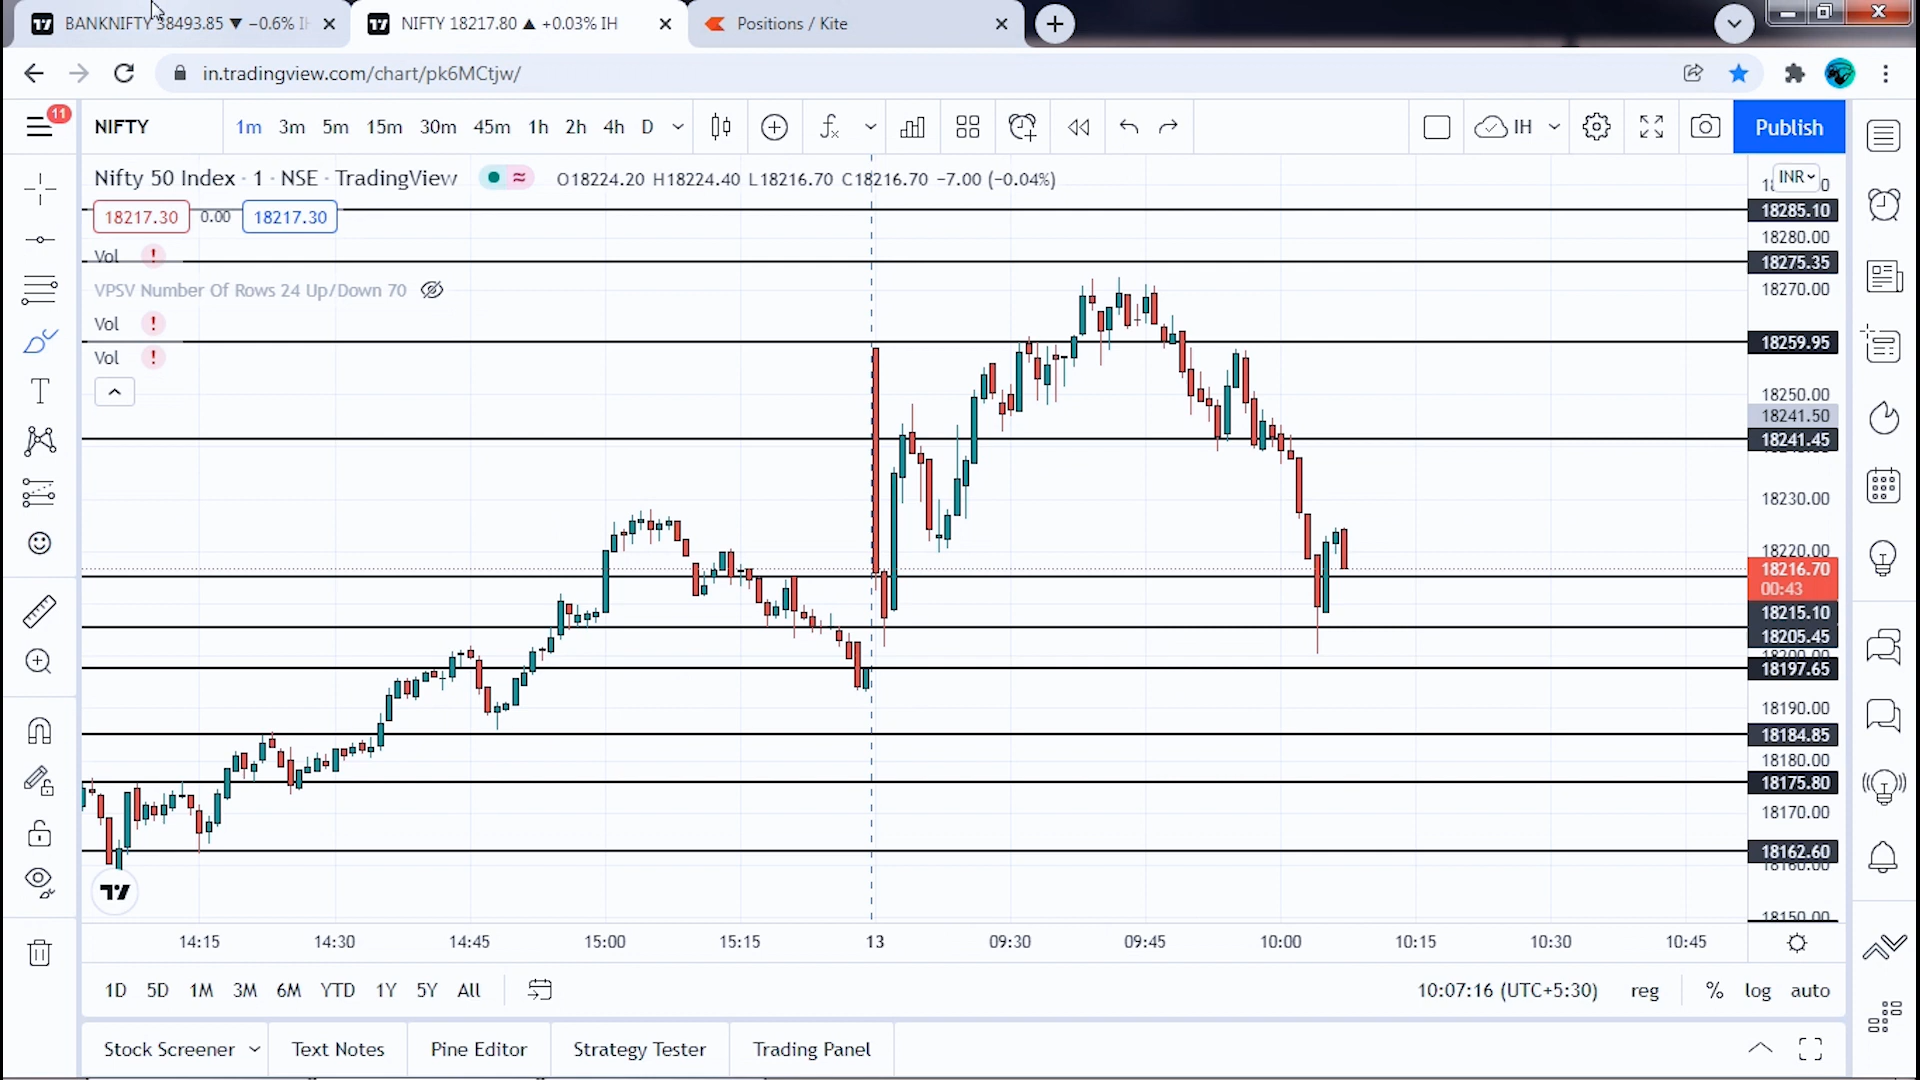 BANKNIFTY 38493.85 ▼ −0.6% IH
NIFTY 18217.80 ▲ +0.03% IH
Positions / Kite
in.tradingview.com/chart/pk6MCtjw/
11
NIFTY
1m 3m 5m 15m 30m 45m 1h 2h 4h D
IH
Publish
Nifty 50 Index · 1 · NSE · TradingView
O18224.20 H18224.40 L18216.70 C18216.70 −7.00 (−0.04%)
INR
18217.30 0.00 18217.30
Vol !
VPSV Number Of Rows 24 Up/Down 70
Vol !
Vol !
18285.10
18280.00
18275.35
18270.00
18259.95
18250.00
18241.50
18241.45
18230.00
18220.00
18216.70
00:43
18215.10
18205.45
18200.00
18197.65
18190.00
18184.85
18180.00
18175.80
18170.00
18162.60
18160.00
18150.00
14:15 14:30 14:45 15:00 15:15 13 09:30 09:45 10:00 10:15 10:30 10:45
1D 5D 1M 3M 6M YTD 1Y 5Y All
10:07:16 (UTC+5:30) reg % log auto
Stock Screener Text Notes Pine Editor Strategy Tester Trading Panel